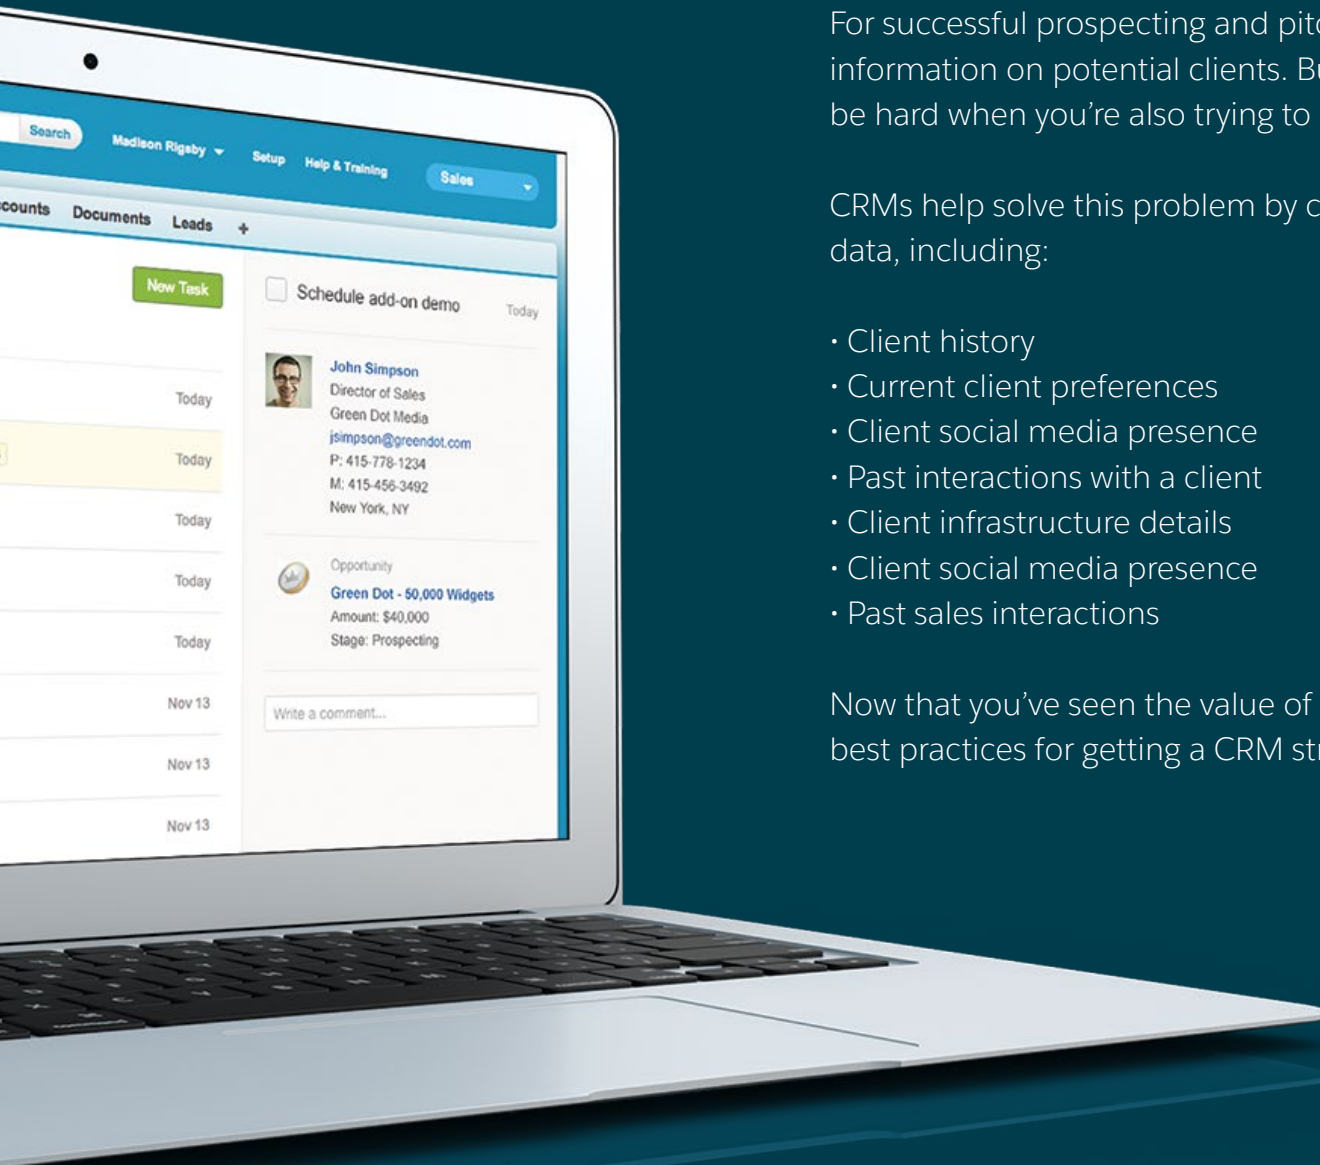 Search
Madison Rigsby
Setup
Help & Training
Sales
Documents
Leads
+
New Task
Schedule add-on demo
Today
John Simpson
Director of Sales
Green Dot Media
jsimpson@greendot.com
P: 415-778-1234
M: 415-456-3492
New York, NY
Opportunity
Green Dot - 50,000 Widgets
Amount: $40,000
Stage: Prospecting
Write a comment...
Today
Today
Today
Today
Today
Nov 13
Nov 13
Nov 13
For successful prospecting and
information on potential clients.
be hard when you’re also trying to
CRMs help solve this problem by
data, including:
• Client history
• Current client preferences
• Client social media presence
• Past interactions with a client
• Client infrastructure details
• Client social media presence
• Past sales interactions
Now that you’ve seen the value of
best practices for getting a CRM